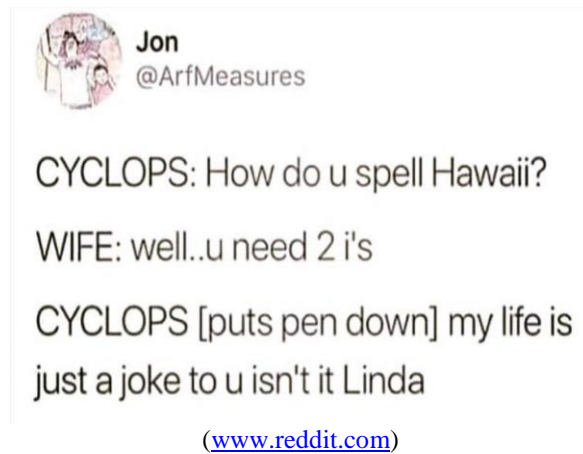 Jon
@ArfMeasures
CYCLOPS: How do u spell Hawaii?
WIFE: well..u need 2 i's
CYCLOPS [puts pen down] my life is
just a joke to u isn't it Linda
(www.reddit.com)